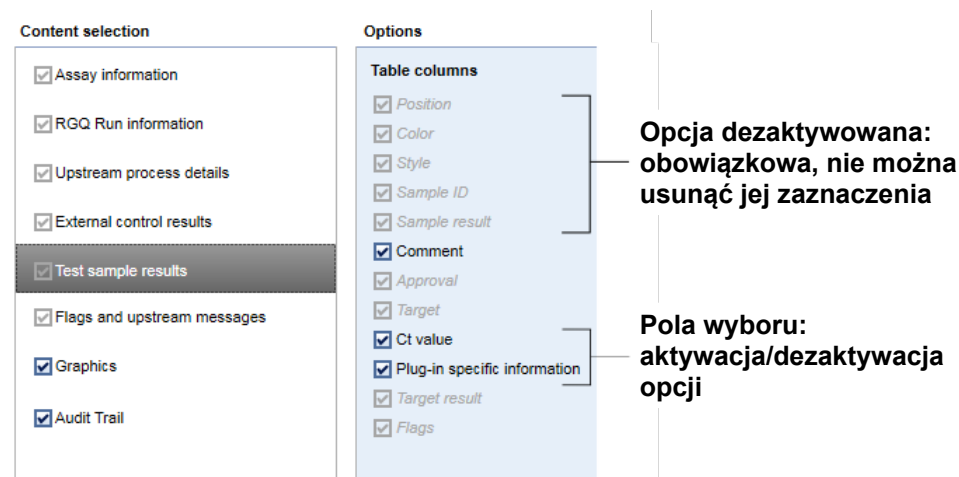 Content selection
Assay information
RGQ Run information
Upstream process details
External control results
Test sample results
Flags and upstream messages
Graphics
Audit Trail
Options
Table columns
Position
Color
Style
Sample ID
Sample result
Comment
Approval
Target
Ct value
Plug-in specific information
Target result
Flags
Opcja dezaktywowana:
obowiązkowa, nie można
usunąć jej zaznaczenia
Pola wyboru:
aktywacja/dezaktywacja
opcji